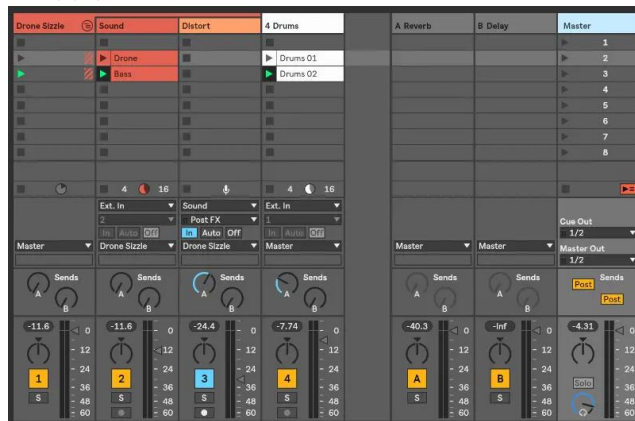 Drone Sizzle Sound Distort 4 Drums A Reverb B Delay Master
1
Drone Drums 01 2
Bass Drums 02 3
4
5
6
7
8
4 16 4 16
Ext. In Sound Ext. In
2 Post FX 1 Cue Out
In Auto Off In Auto Off In Auto Off 1/2
Master Drone Sizzle Drone Sizzle Master Master Master Master Out
1/2
Sends Sends Sends Sends Sends Sends Post
A A A A A A Post
B B B B B B
-11.6 -11.6 -24.4 -7.74 -40.3 -Inf -4.31
0 0 0 0 0 0 0
12 12 12 12 12 12 12
24 24 24 24 24 24 24
1 2 3 4 A B Solo
36 36 36 36 36 36 36
S S S S S S
48 48 48 48 48 48 48
60 60 60 60 60 60 60